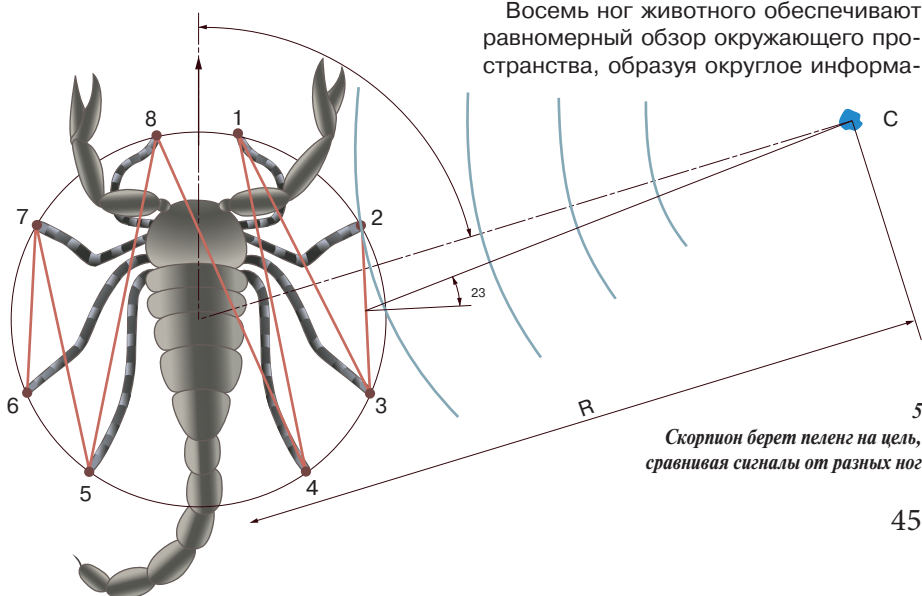 Восемь ног животного обеспечивают
равномерный обзор окружающего про-
странства, образуя округлое информа-
8
1
C
7
2
23
6
3
R
5
4
5
Скорпион берет пеленг на цель,
сравнивая сигналы от разных ног
45